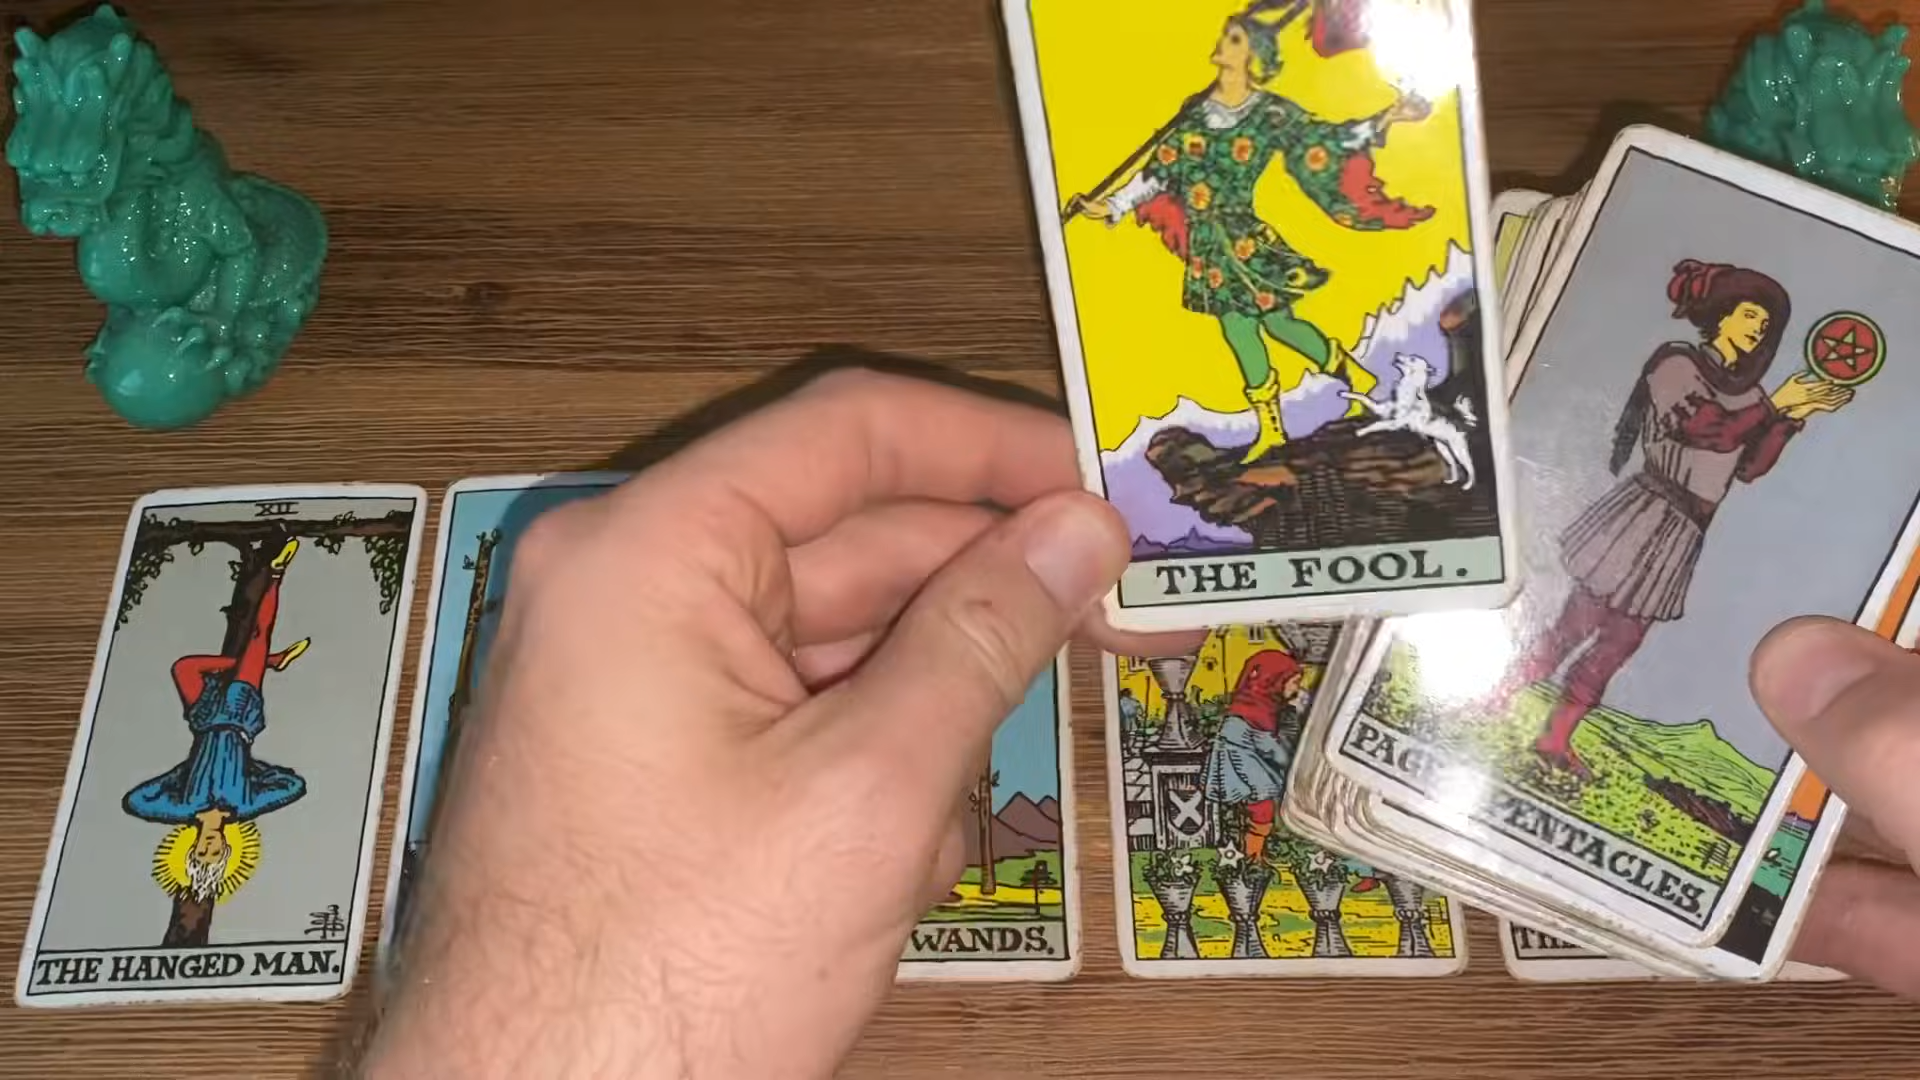 THE FOOL.
XII
THE HANGED MAN.
WANDS.
PAGE PENTACLES.